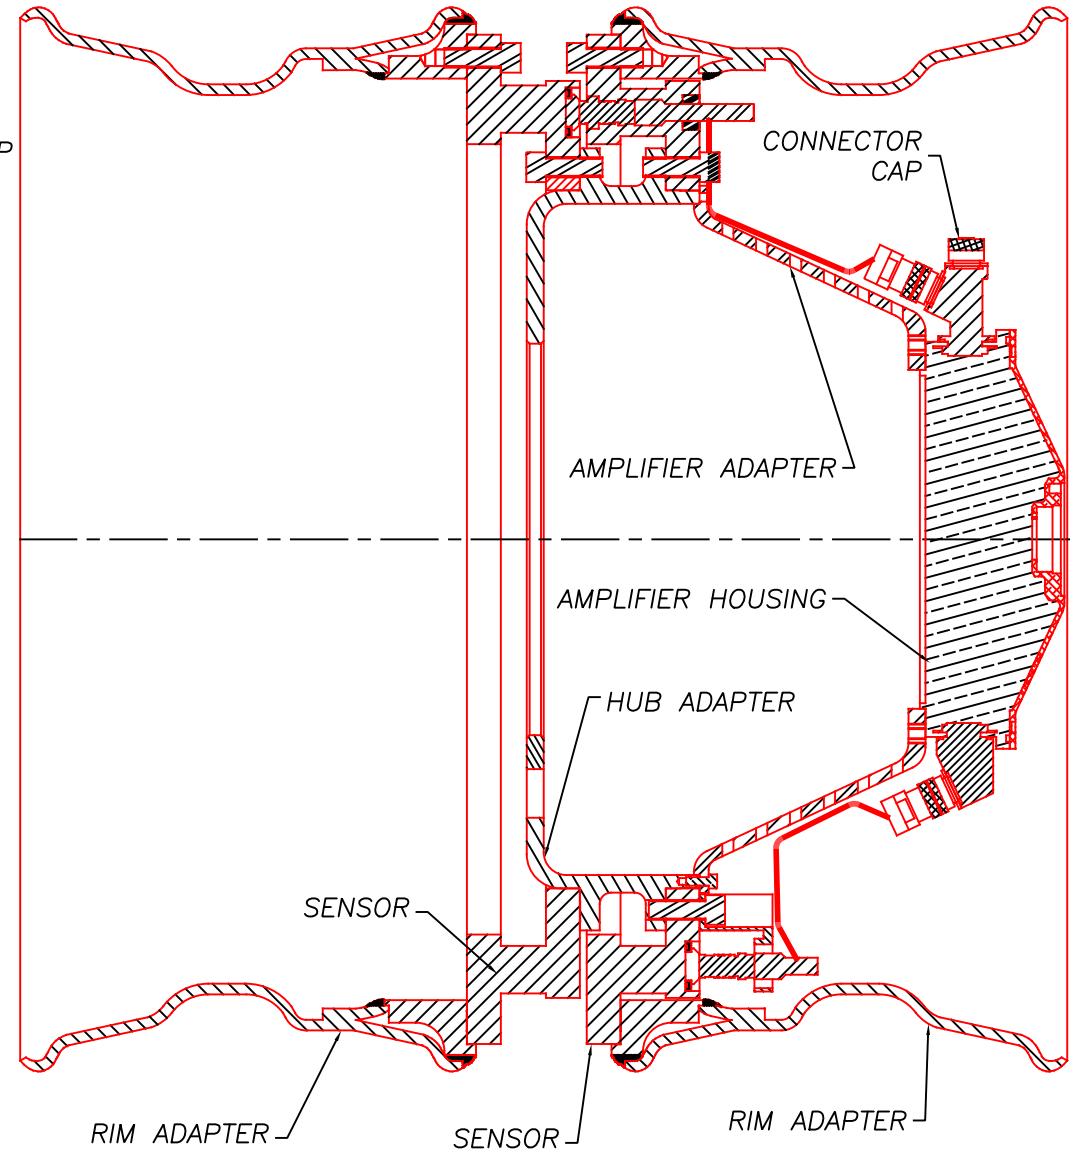 CONNECTOR
CAP
AMPLIFIER ADAPTER
AMPLIFIER HOUSING
HUB ADAPTER
SENSOR
RIM ADAPTER
SENSOR
RIM ADAPTER